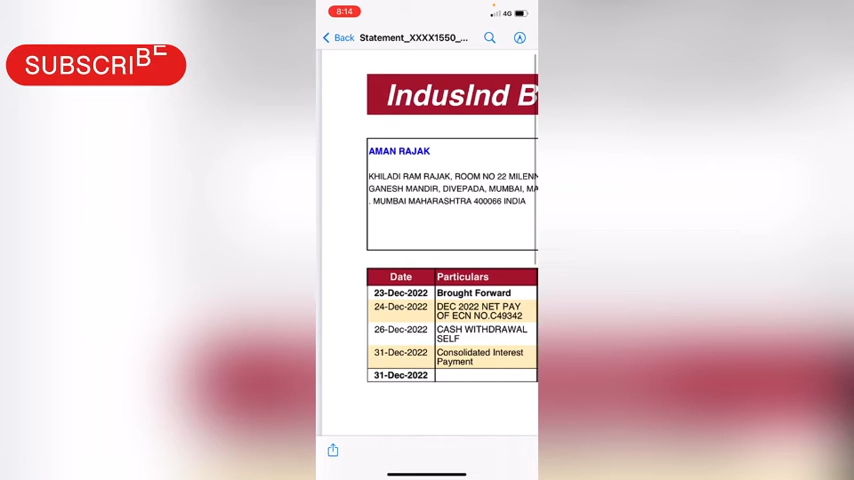 8:14
4G
SUBSCRIBE
Back Statement_XXXX1550_...
IndusInd B
AMAN RAJAK
KHILADI RAM RAJAK, ROOM NO 22 MILENN
GANESH MANDIR, DIVEPADA, MUMBAI, MA
. MUMBAI MAHARASHTRA 400066 INDIA
Date Particulars
23-Dec-2022 Brought Forward
24-Dec-2022 DEC 2022 NET PAY
OF ECN NO.C49342
26-Dec-2022 CASH WITHDRAWAL
SELF
31-Dec-2022 Consolidated Interest
Payment
31-Dec-2022